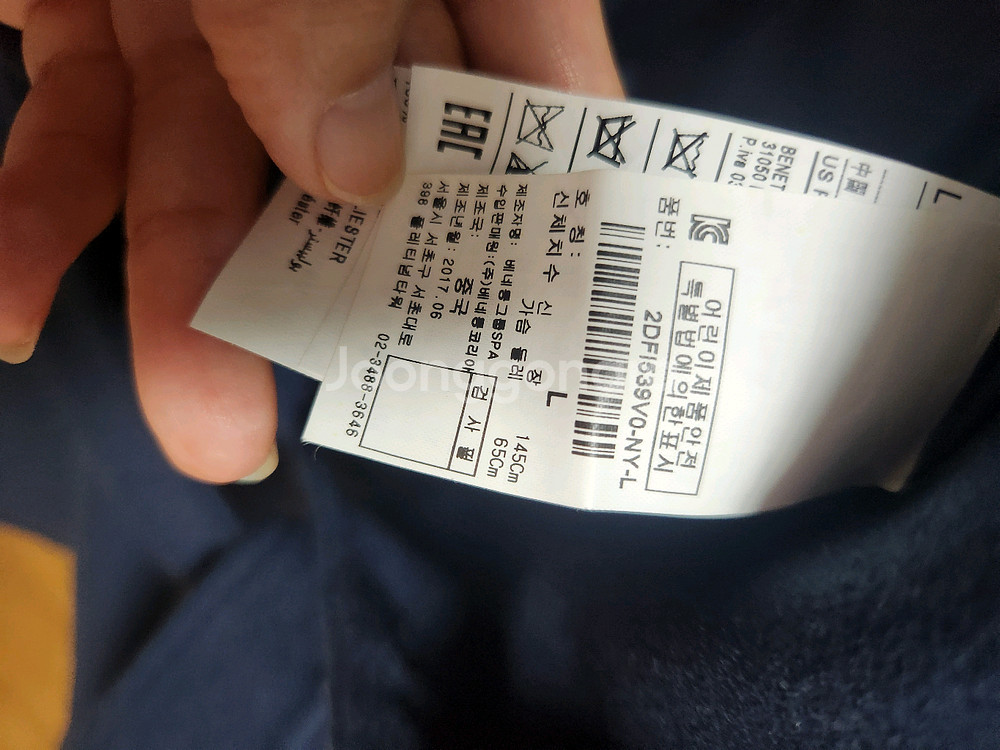 어린이제품안전
특별법에의한표시
품번:
2DFI539V0-NY-L
호 칭: L
신체치수 신 장 145Cm
가슴 둘레 65Cm
제조자명: 베네통그룹SPA
수입판매원:(주)베네통코리아
제조국: 중국
제조년월: 2017.06
서울시 서초구 서초대로
398 플래티넘타워
02-3488-3646
검 사 필
L
US
BENET
31050
P.iva 03
EAC
Joonggong